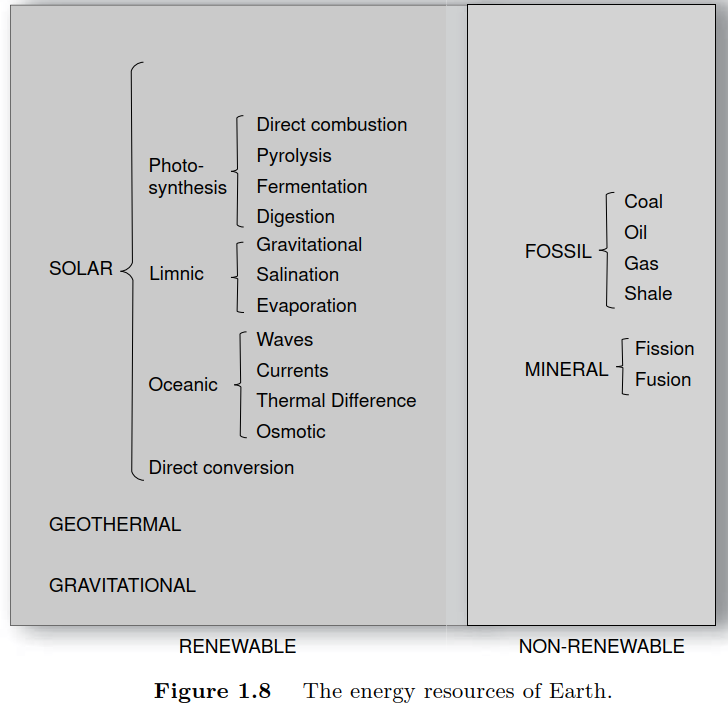 SOLAR
Photo-
synthesis
Direct combustion
Pyrolysis
Fermentation
Digestion
Limnic
Gravitational
Salination
Evaporation
Oceanic
Waves
Currents
Thermal Difference
Osmotic
Direct conversion
GEOTHERMAL
GRAVITATIONAL
RENEWABLE
FOSSIL
Coal
Oil
Gas
Shale
MINERAL
Fission
Fusion
NON-RENEWABLE
Figure 1.8 The energy resources of Earth.